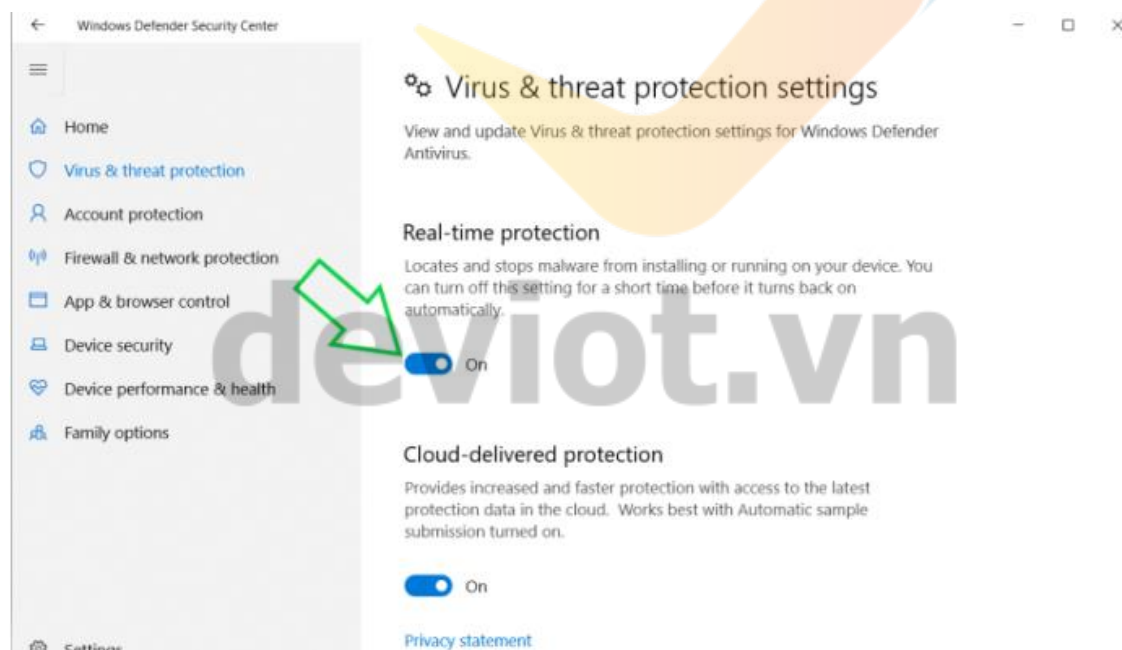 Windows Defender Security Center
Virus & threat protection settings
View and update Virus & threat protection settings for Windows Defender
Antivirus.
Home
Virus & threat protection
Account protection
Firewall & network protection
App & browser control
Device security
Device performance & health
Family options
Settings
Real-time protection
Locates and stops malware from installing or running on your device. You
can turn off this setting for a short time before it turns back on
automatically.
On
Cloud-delivered protection
Provides increased and faster protection with access to the latest
protection data in the cloud. Works best with Automatic sample
submission turned on.
On
Privacy statement
deviot.vn